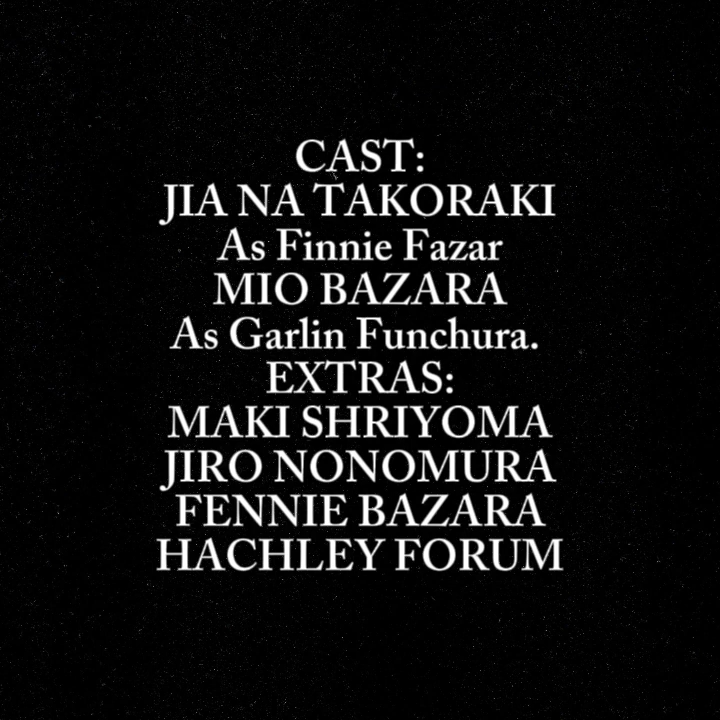 CAST:
JIA NA TAKORAKI
As Finnie Fazar
MIO BAZARA
As Garlin Funchura.
EXTRAS:
MAKI SHRIYOMA
JIRO NONOMURA
FENNIE BAZARA
HACHLEY FORUM